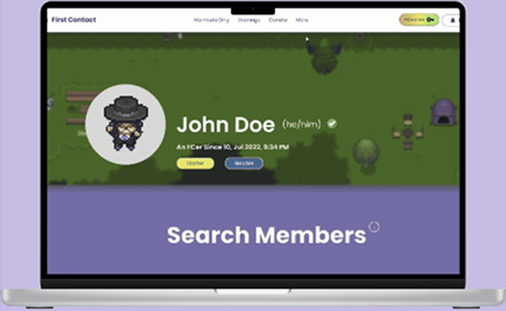 First Contact
Members Only
Donate
More
John Doe (he/him)
An FCer Since 10, Jul 2022, 9:34 PM
Search Members